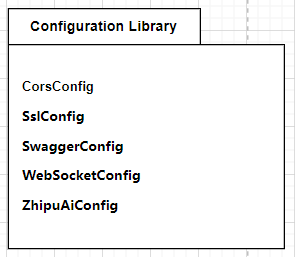 Configuration Library
CorsConfig
SslConfig
SwaggerConfig
WebSocketConfig
ZhipuAiConfig